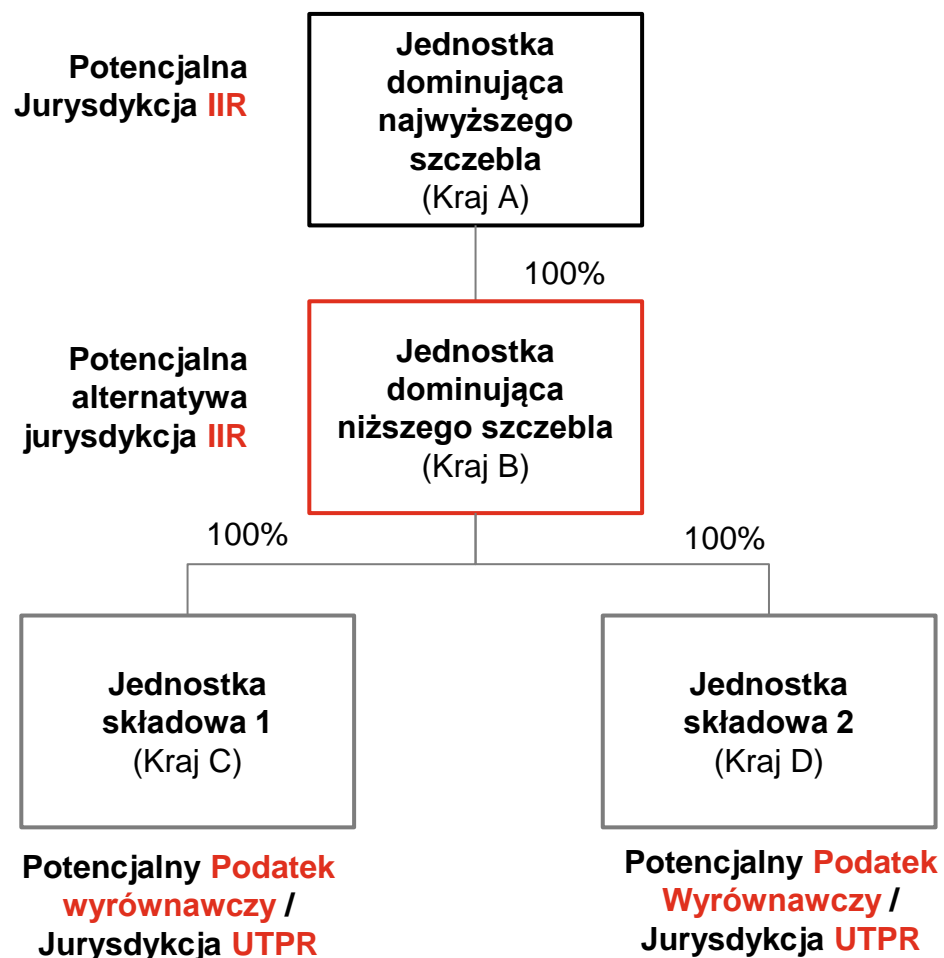 Potencjalna
Jurysdykcja IIR
Jednostka
dominująca
najwyższego
szczebla
(Kraj A)
100%
Potencjalna
alternatywa
jurysdykcja IIR
Jednostka
dominująca
niższego szczebla
(Kraj B)
100%
100%
Jednostka
składowa 1
(Kraj C)
Jednostka
składowa 2
(Kraj D)
Potencjalny Podatek
wyrównawczy /
Jurysdykcja UTPR
Potencjalny Podatek
Wyrównawczy /
Jurysdykcja UTPR